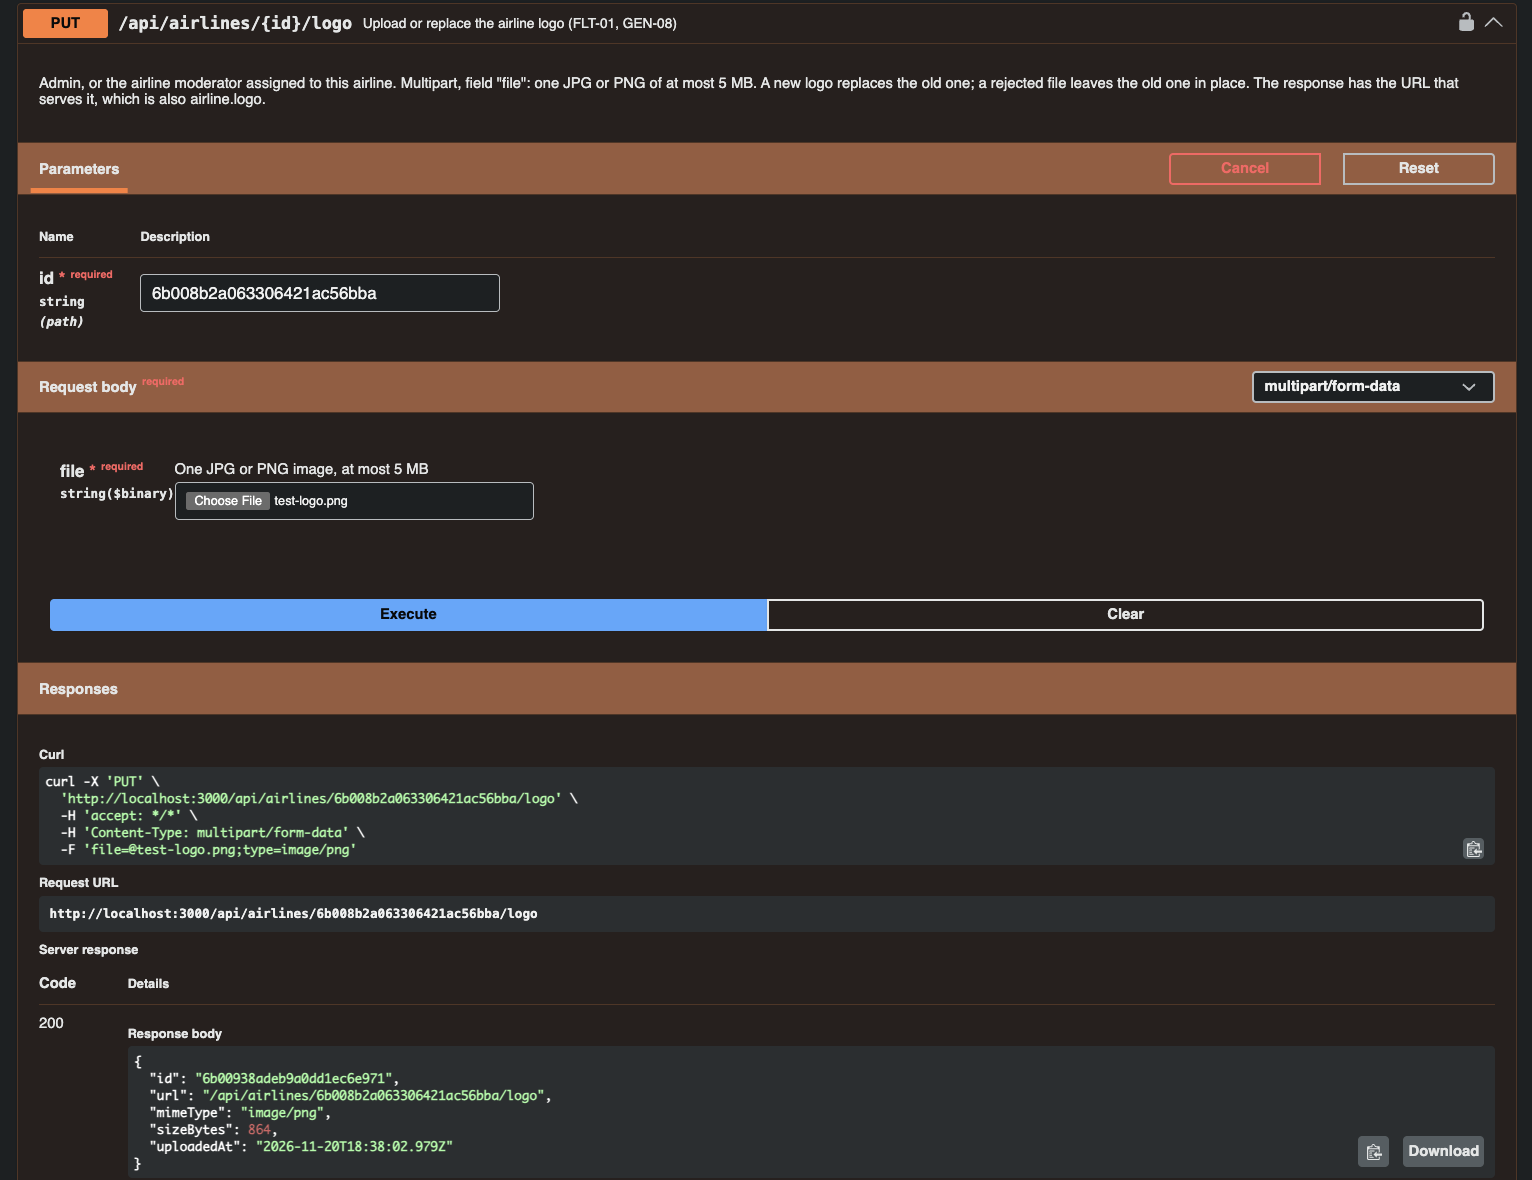 PUT /api/airlines/{id}/logo Upload or replace the airline logo (FLT-01, GEN-08)
Admin, or the airline moderator assigned to this airline. Multipart, field "file": one JPG or PNG of at most 5 MB. A new logo replaces the old one; a rejected file leaves the old one in place. The response has the URL that
serves it, which is also airline.logo.
Parameters Cancel Reset
Name Description
id * required
string
(path)
6b008b2a063306421ac56bba
Request body required multipart/form-data
file * required
string($binary)
One JPG or PNG image, at most 5 MB
Choose File test-logo.png
Execute Clear
Responses
Curl
curl -X 'PUT' \
'http://localhost:3000/api/airlines/6b008b2a063306421ac56bba/logo' \
-H 'accept: */*' \
-H 'Content-Type: multipart/form-data' \
-F 'file=@test-logo.png;type=image/png'
Request URL
http://localhost:3000/api/airlines/6b008b2a063306421ac56bba/logo
Server response
Code Details
200
Response body
{
"id": "6b00938adeb9a0dd1ec6e971",
"url": "/api/airlines/6b008b2a063306421ac56bba/logo",
"mimeType": "image/png",
"sizeBytes": 864,
"uploadedAt": "2026-11-20T18:38:02.979Z"
}
Download